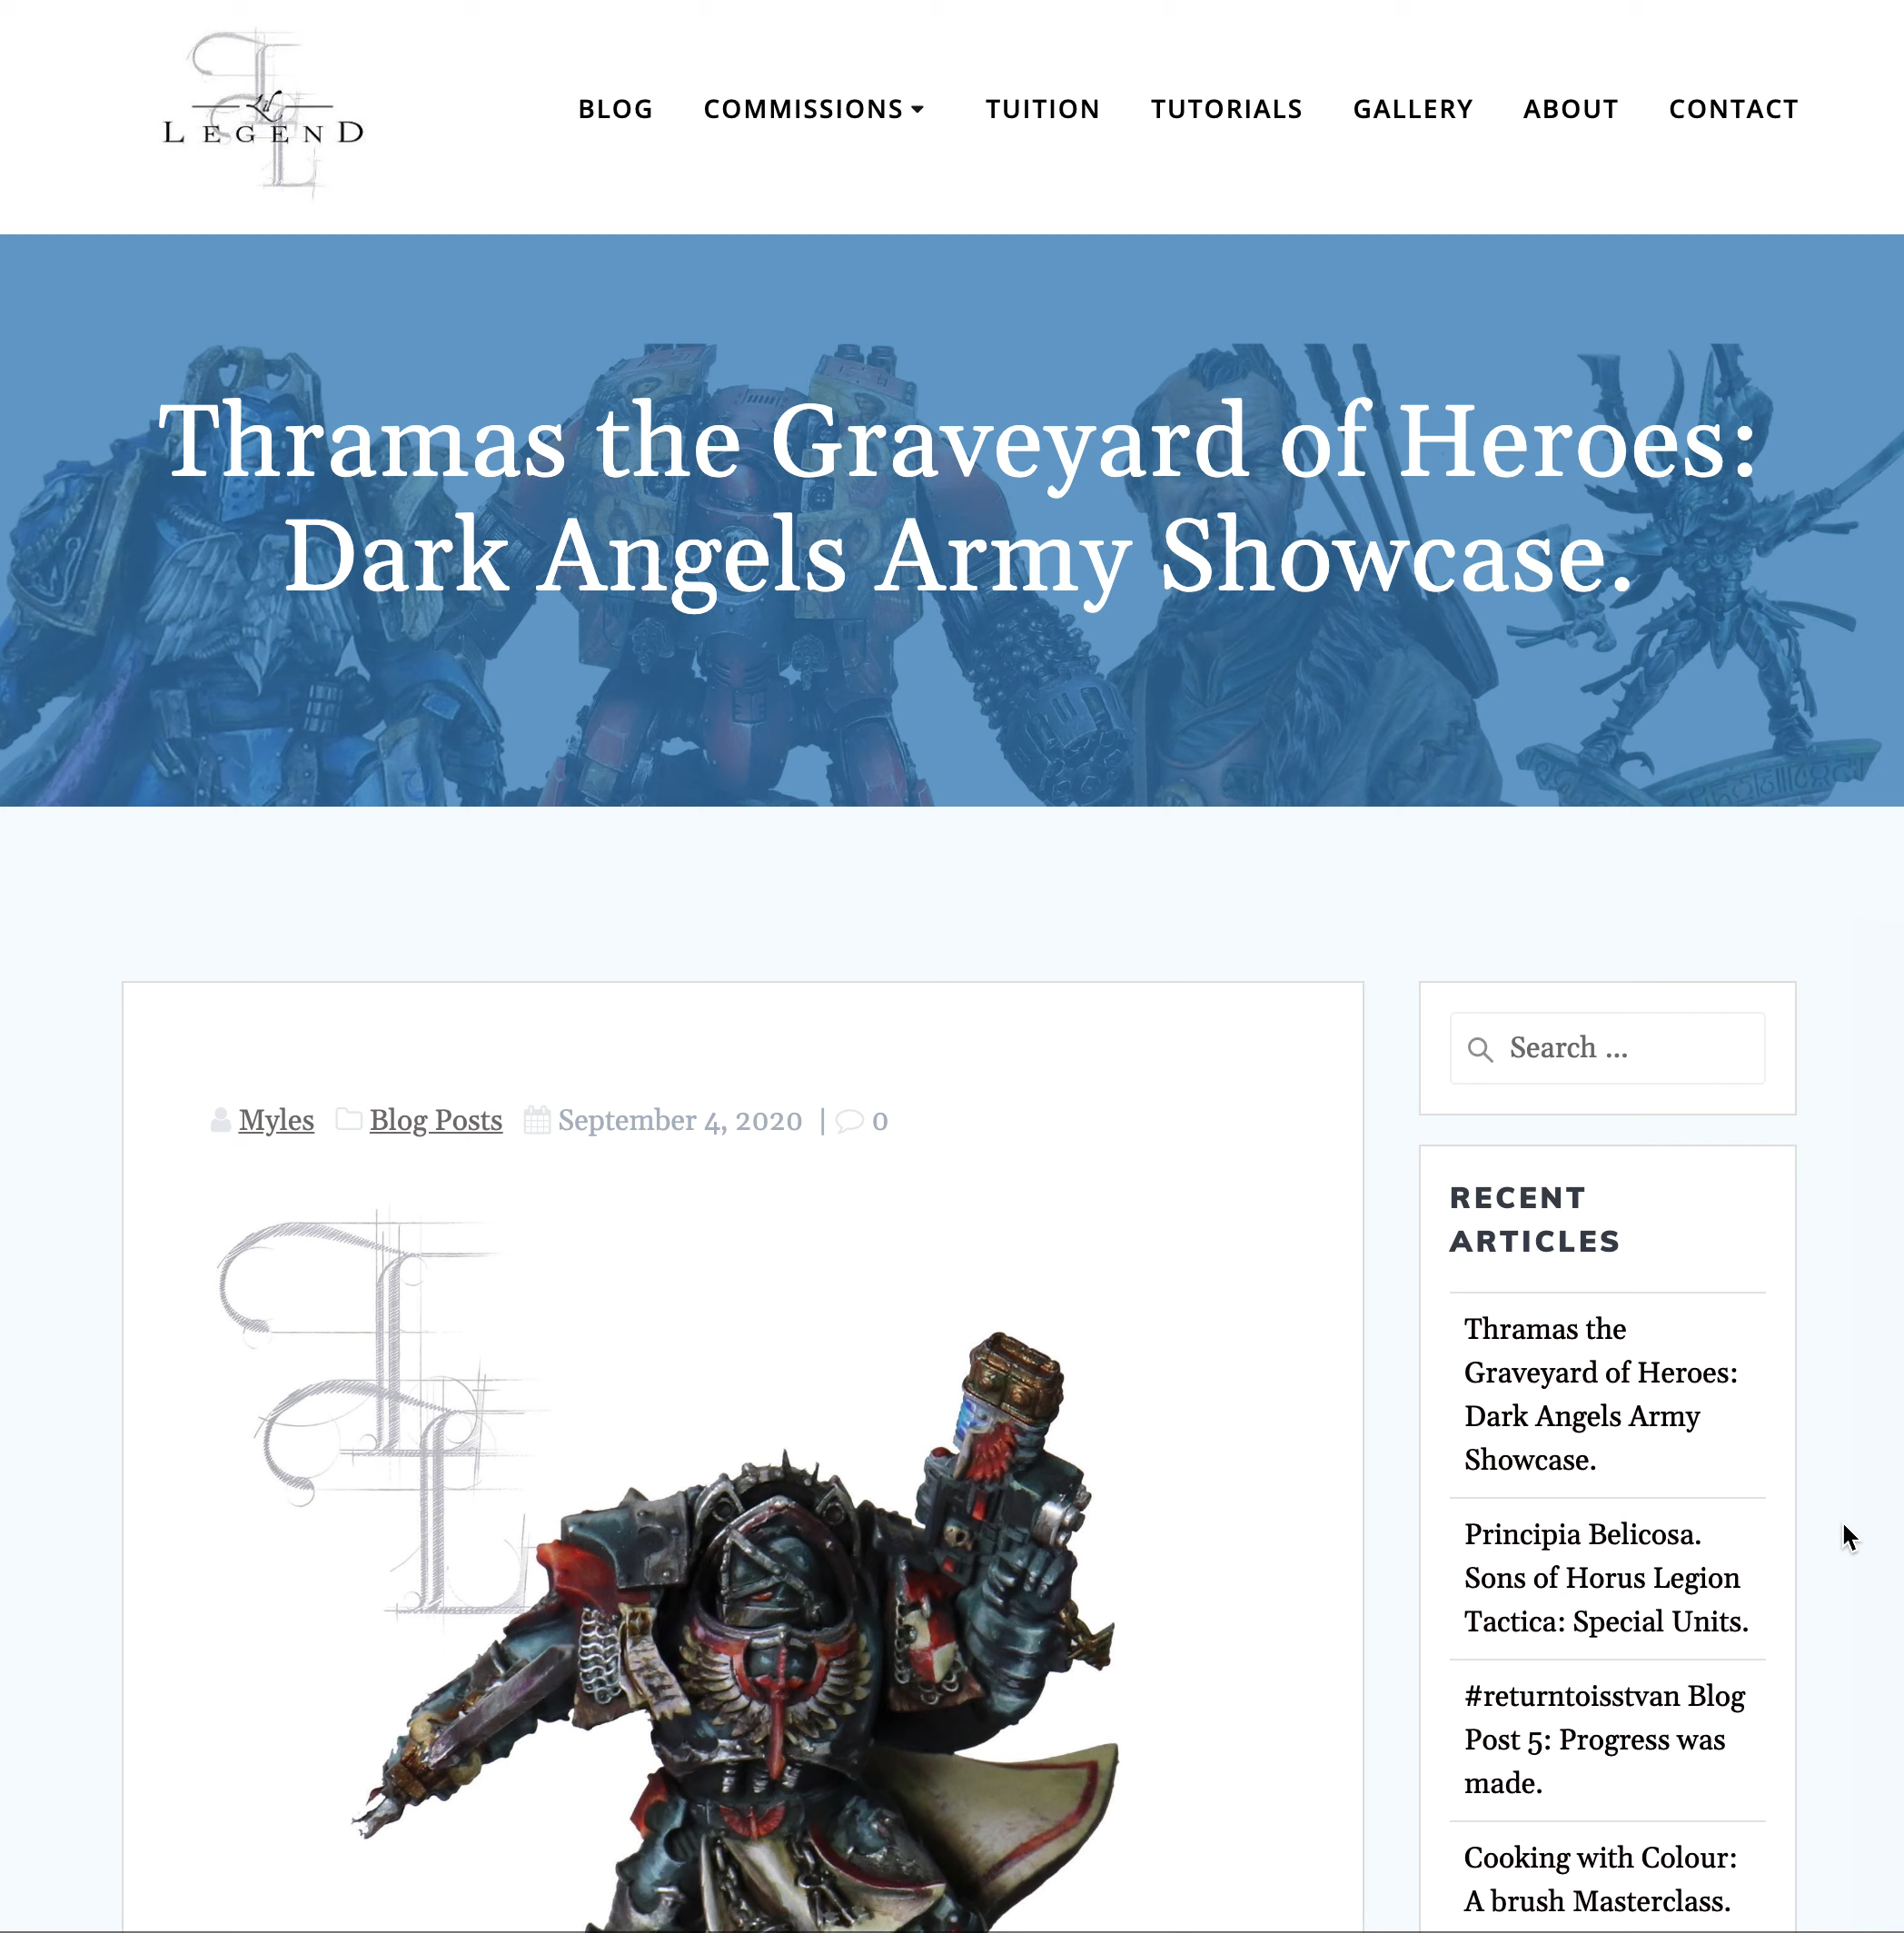 Lil
LEGEND
BLOG COMMISSIONS TUITION TUTORIALS GALLERY ABOUT CONTACT
Thramas the Graveyard of Heroes:
Dark Angels Army Showcase.
Myles Blog Posts September 4, 2020 | 0
Search ...
RECENT
ARTICLES
Thramas the
Graveyard of Heroes:
Dark Angels Army
Showcase.
Principia Belicosa.
Sons of Horus Legion
Tactica: Special Units.
#returntoisstvan Blog
Post 5: Progress was
made.
Cooking with Colour:
A brush Masterclass.